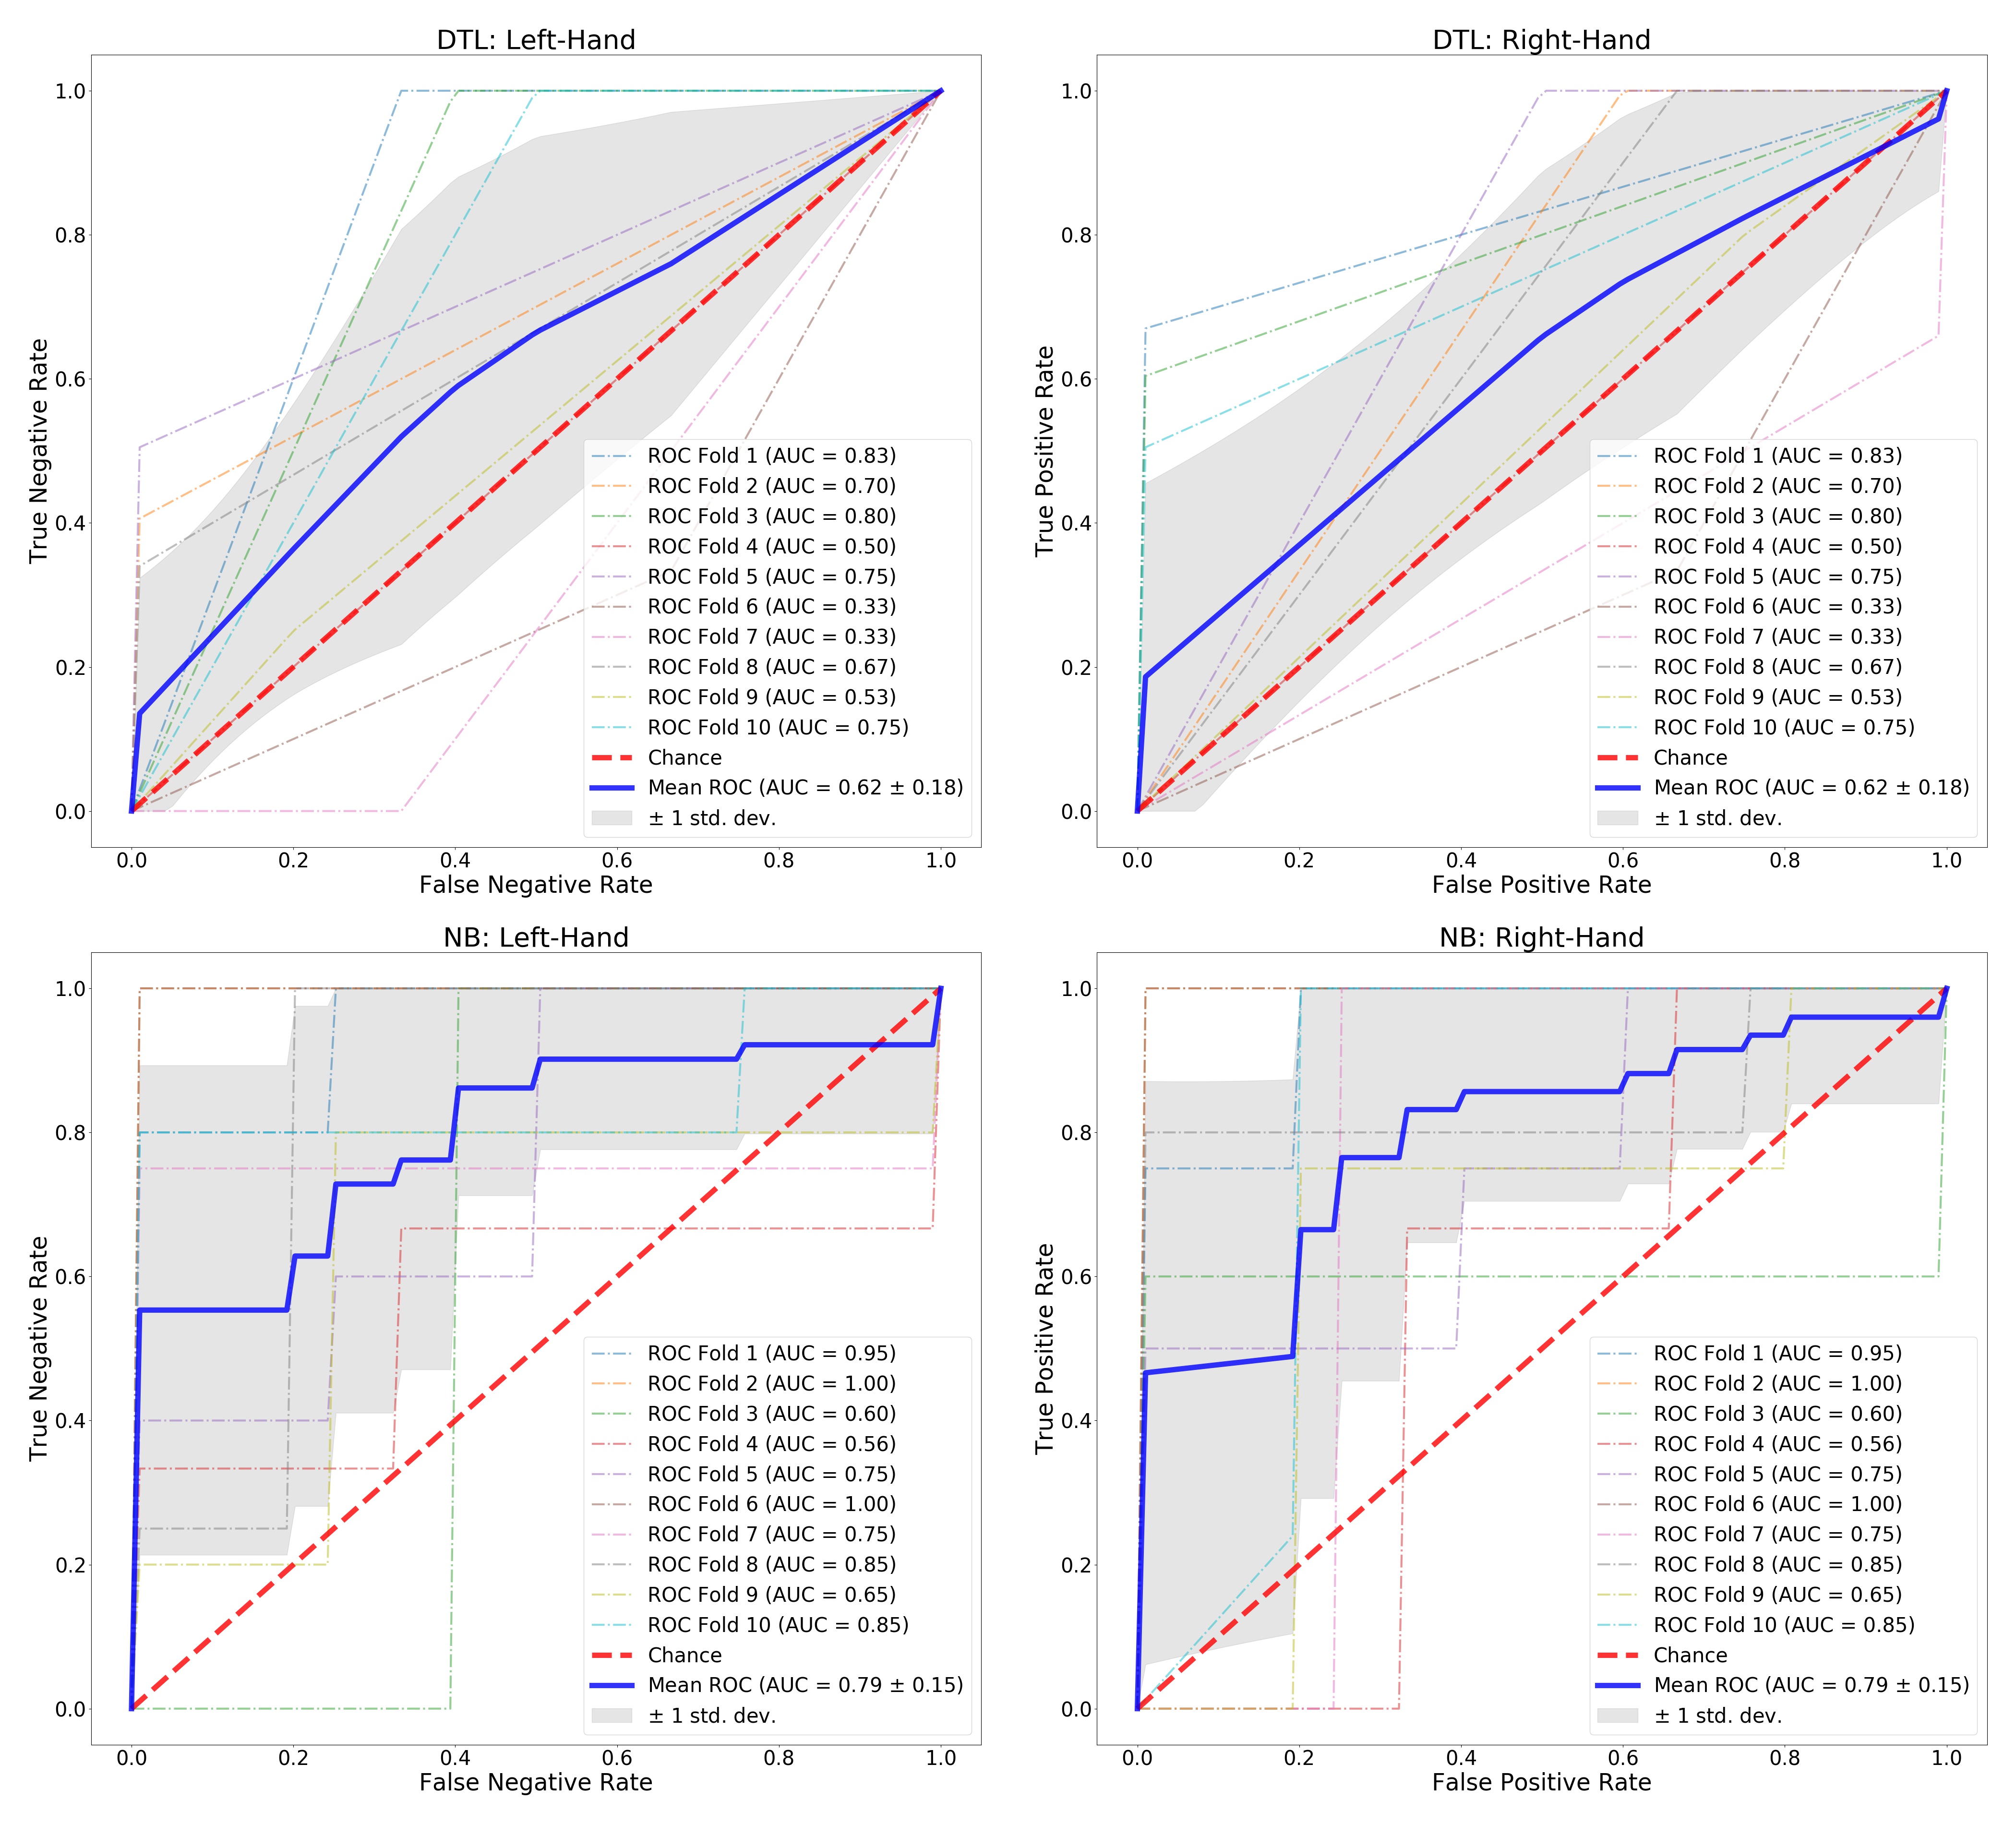 DTL: Left-Hand
True Negative Rate
1.0
0.8
0.6
0.4
0.2
0.0
ROC Fold 1 (AUC = 0.83)
ROC Fold 2 (AUC = 0.70)
ROC Fold 3 (AUC = 0.80)
ROC Fold 4 (AUC = 0.50)
ROC Fold 5 (AUC = 0.75)
ROC Fold 6 (AUC = 0.33)
ROC Fold 7 (AUC = 0.33)
ROC Fold 8 (AUC = 0.67)
ROC Fold 9 (AUC = 0.53)
ROC Fold 10 (AUC = 0.75)
Chance
Mean ROC (AUC = 0.62 ± 0.18)
± 1 std. dev.
0.0 0.2 0.4 0.6 0.8 1.0
False Negative Rate
DTL: Right-Hand
True Positive Rate
1.0
0.8
0.6
0.4
0.2
0.0
ROC Fold 1 (AUC = 0.83)
ROC Fold 2 (AUC = 0.70)
ROC Fold 3 (AUC = 0.80)
ROC Fold 4 (AUC = 0.50)
ROC Fold 5 (AUC = 0.75)
ROC Fold 6 (AUC = 0.33)
ROC Fold 7 (AUC = 0.33)
ROC Fold 8 (AUC = 0.67)
ROC Fold 9 (AUC = 0.53)
ROC Fold 10 (AUC = 0.75)
Chance
Mean ROC (AUC = 0.62 ± 0.18)
± 1 std. dev.
0.0 0.2 0.4 0.6 0.8 1.0
False Positive Rate
NB: Left-Hand
True Negative Rate
1.0
0.8
0.6
0.4
0.2
0.0
ROC Fold 1 (AUC = 0.95)
ROC Fold 2 (AUC = 1.00)
ROC Fold 3 (AUC = 0.60)
ROC Fold 4 (AUC = 0.56)
ROC Fold 5 (AUC = 0.75)
ROC Fold 6 (AUC = 1.00)
ROC Fold 7 (AUC = 0.75)
ROC Fold 8 (AUC = 0.85)
ROC Fold 9 (AUC = 0.65)
ROC Fold 10 (AUC = 0.85)
Chance
Mean ROC (AUC = 0.79 ± 0.15)
± 1 std. dev.
0.0 0.2 0.4 0.6 0.8 1.0
False Negative Rate
NB: Right-Hand
True Positive Rate
1.0
0.8
0.6
0.4
0.2
0.0
ROC Fold 1 (AUC = 0.95)
ROC Fold 2 (AUC = 1.00)
ROC Fold 3 (AUC = 0.60)
ROC Fold 4 (AUC = 0.56)
ROC Fold 5 (AUC = 0.75)
ROC Fold 6 (AUC = 1.00)
ROC Fold 7 (AUC = 0.75)
ROC Fold 8 (AUC = 0.85)
ROC Fold 9 (AUC = 0.65)
ROC Fold 10 (AUC = 0.85)
Chance
Mean ROC (AUC = 0.79 ± 0.15)
± 1 std. dev.
0.0 0.2 0.4 0.6 0.8 1.0
False Positive Rate